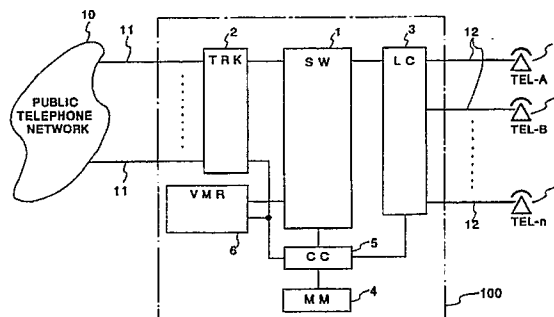 10
11
2
1
3
12
TRK
SW
LC
TEL-A
PUBLIC
TELEPHONE
NETWORK
TEL-B
11
VMR
12
TEL-n
6
CC
5
MM
4
100